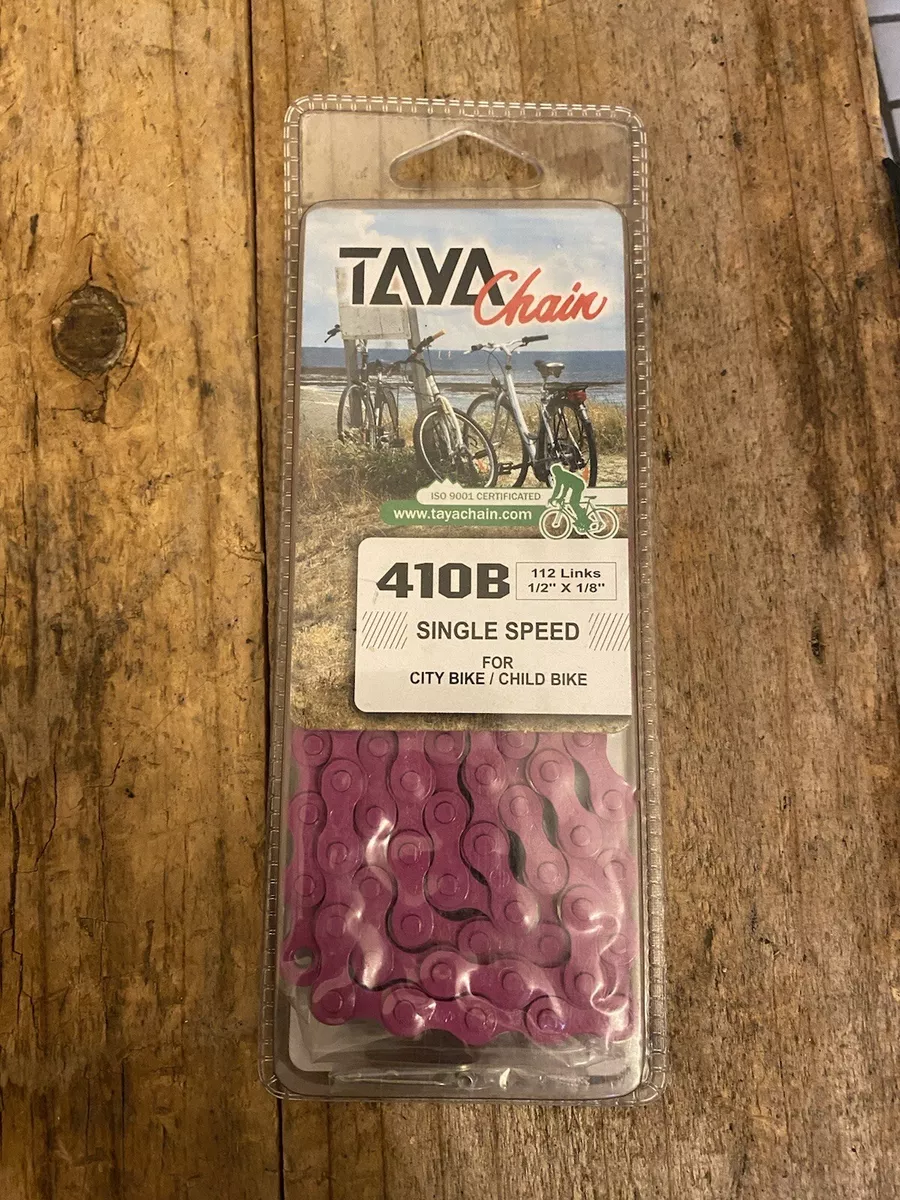 TAYA
Chain
ISO 9001 CERTIFICATED
www.tayachain.com
410B
112 Links
1/2" X 1/8"
SINGLE SPEED
FOR
CITY BIKE / CHILD BIKE